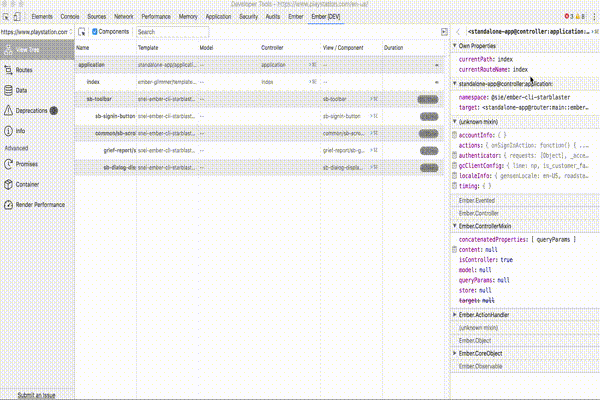 Developer Tools - https://www.playstation.com/en-us/
Elements Console Sources Network Performance Memory Application Security Audits Ember Ember [DEV] 3 8
https://www.playstation.com Components Search <standalone-app@controller:application:...
View Tree Name Template Model Controller View / Component Duration
Own Properties
application standalone-app/applicati... -- application --
currentPath: index
currentRouteName: index
Routes index ember-glimmer/template... -- index --
standalone-app@controller:application:
Data sb-toolbar snei-ember-cli-starblast... -- sb-toolbar
namespace: @sie/ember-cli-starblaster
target: <standalone-app@router:main::ember...
Deprecations sb-signin-button snei-ember-cli-starblast... -- sb-signin-button
(unknown mixin)
Info common/sb-scro snei-ember-cli-starblast... -- common/sb-scro...
accountInfo: { }
actions: { onSignInAction: function() { ...
Advanced grief-report/s snei-ember-cli-starblast... -- grief-report/sb-g...
authenticator: { requests: [Object], _acce...
gcClientConfig: { line: np, is_customer_fa...
Promises sb-dialog-dis snei-ember-cli-starblast... -- sb-dialog-displa...
localeInfo: { gensenLocale: en-US, roadsta...
timing: { }
Container
Ember.Evented
Render Performance
Ember.Controller
Ember.ControllerMixin
concatenatedProperties: [ queryParams ]
content: null
isController: true
model: null
queryParams: null
store: null
target: null
Ember.ActionHandler
(unknown mixin)
Ember.Object
Ember.CoreObject
Ember.Observable
Submit an Issue